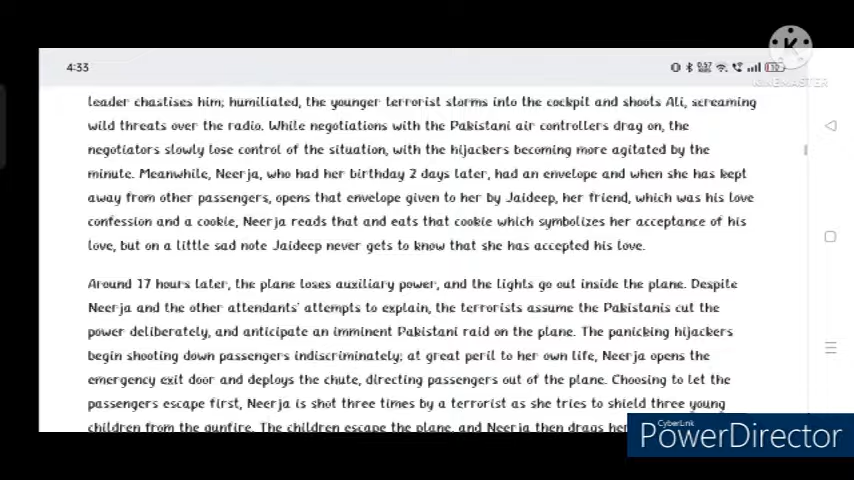 4:33
KINEMASTER
leader chastises him; humiliated, the younger terrorist storms into the cockpit and shoots Ali, screaming
wild threats over the radio. While negotiations with the Pakistani air controllers drag on, the
negotiators slowly lose control of the situation, with the hijackers becoming more agitated by the
minute. Meanwhile, Neerja, who had her birthday 2 days later, had an envelope and when she has kept
away from other passengers, opens that envelope given to her by Jaideep, her friend, which was his love
confession and a cookie, Neerja reads that and eats that cookie which symbolizes her acceptance of his
love, but on a little sad note Jaideep never gets to know that she has accepted his love.
Around 17 hours later, the plane loses auxiliary power, and the lights go out inside the plane. Despite
Neerja and the other attendants' attempts to explain, the terrorists assume the Pakistanis cut the
power deliberately, and anticipate an imminent Pakistani raid on the plane. The panicking hijackers
begin shooting down passengers indiscriminately; at great peril to her own life, Neerja opens the
emergency exit door and deploys the chute, directing passengers out of the plane. Choosing to let the
passengers escape first, Neerja is shot three times by a terrorist as she tries to shield three young
children from the gunfire. The children escape the plane, and Neerja then drags her
CyberLink
PowerDirector